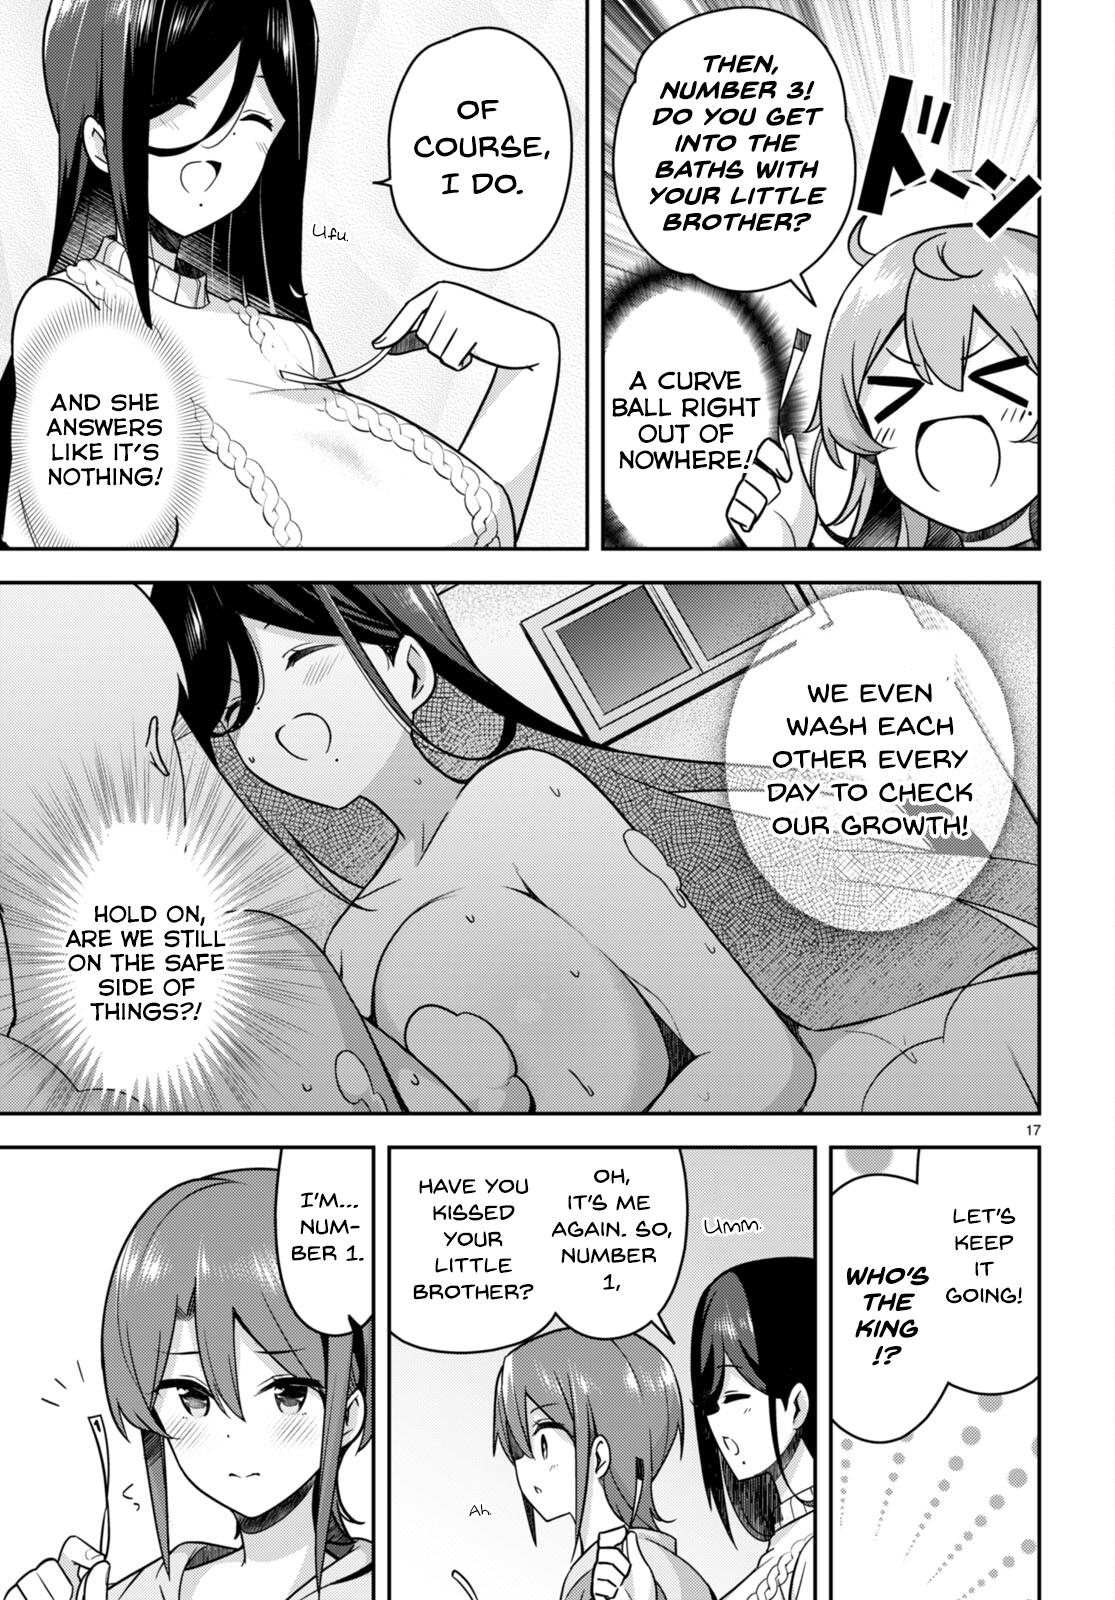 THEN,
NUMBER 3!
DO YOU GET
INTO THE
BATHS WITH
YOUR LITTLE
BROTHER?
ドーン
A CURVE
BALL RIGHT
OUT OF
NOWHERE!
OF
COURSE,
I DO.
Ufu.
AND SHE
ANSWERS
LIKE IT'S
NOTHING!
WE EVEN
WASH EACH
OTHER EVERY
DAY TO CHECK
OUR GROWTH!
HOLD ON,
ARE WE STILL
ON THE SAFE
SIDE OF
THINGS?!
17
LET'S
KEEP
IT
GOING!
WHO'S
THE
KING
!?
Umm.
OH,
IT'S ME
AGAIN. SO,
NUMBER
1,
HAVE YOU
KISSED
YOUR
LITTLE
BROTHER?
Ah.
I'M...
NUM-
BER 1.